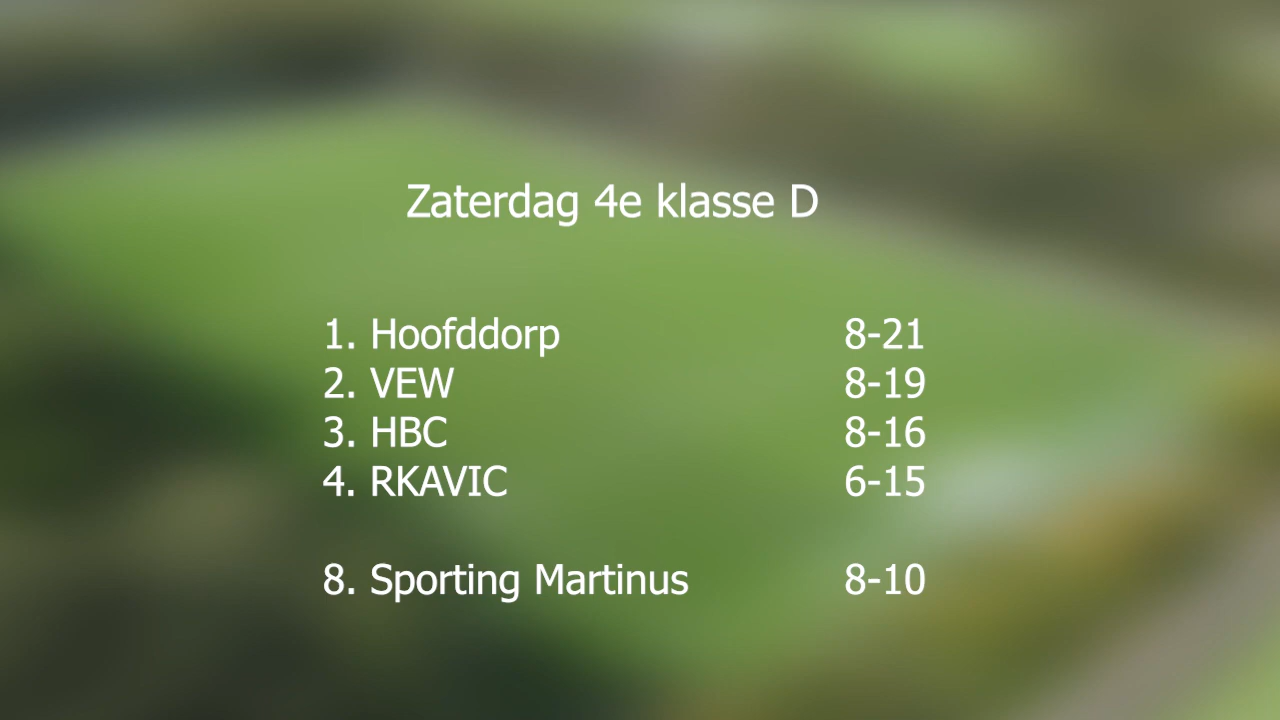 Zaterdag 4e klasse D
1. Hoofddorp 8-21
2. VEW 8-19
3. HBC 8-16
4. RKAVIC 6-15
8. Sporting Martinus 8-10